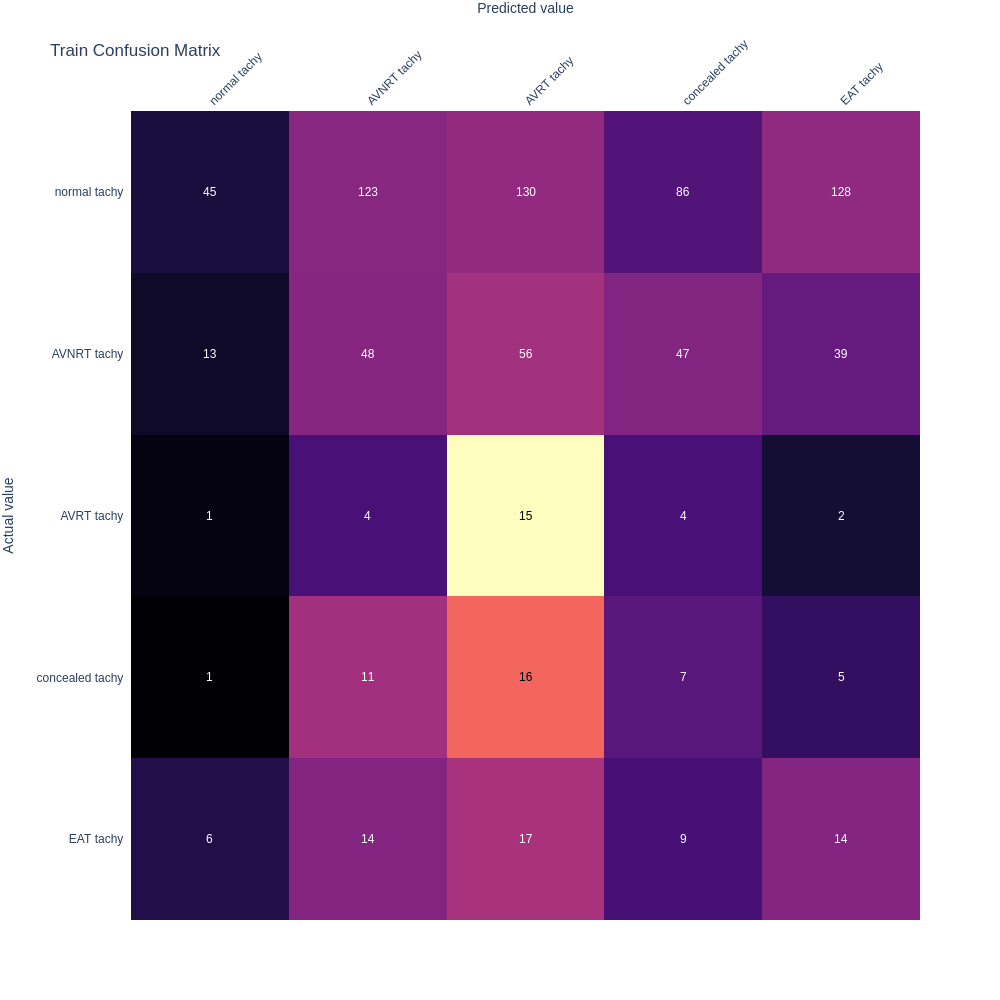 Predicted value
Train Confusion Matrix
normal tachy AVNRT tachy AVRT tachy concealed tachy EAT tachy
normal tachy 45 123 130 86 128
AVNRT tachy 13 48 56 47 39
AVRT tachy 1 4 15 4 2
concealed tachy 1 11 16 7 5
EAT tachy 6 14 17 9 14
Actual value